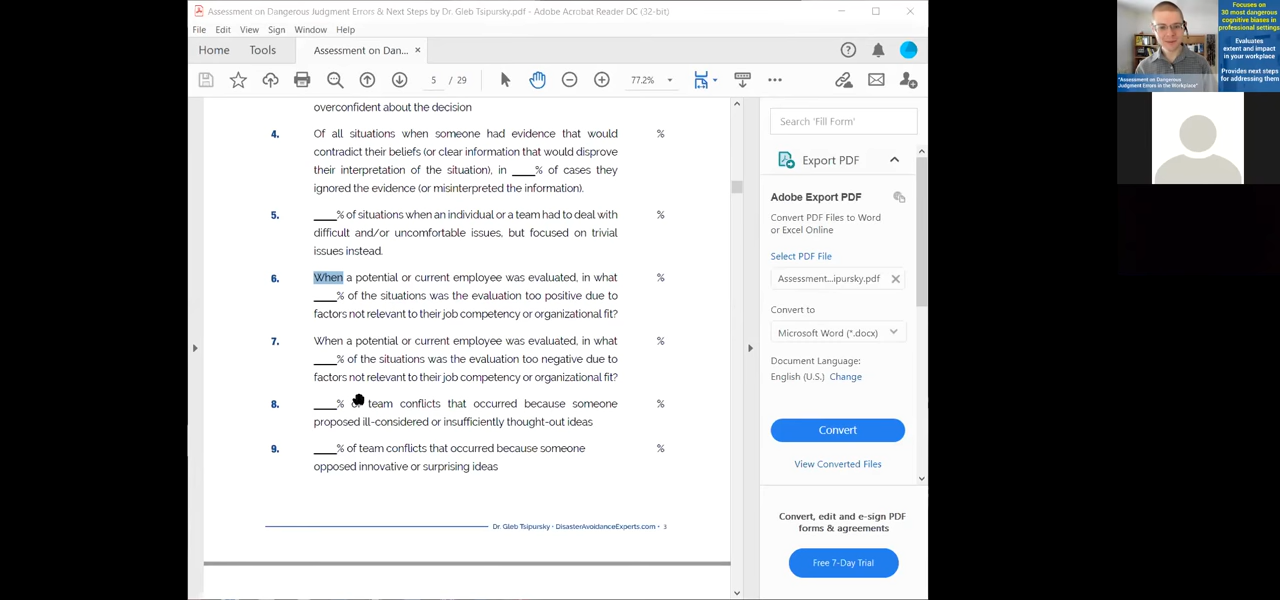 Assessment on Dangerous Judgment Errors & Next Steps by Dr. Gleb Tsipursky.pdf - Adobe Acrobat Reader DC (32-bit)
File Edit View Sign Window Help
Home Tools Assessment on Dan... ×
5 / 29 77.2%
overconfident about the decision
4. Of all situations when someone had evidence that would %
contradict their beliefs (or clear information that would disprove
their interpretation of the situation), in ____% of cases they
ignored the evidence (or misinterpreted the information).
5. ____% of situations when an individual or a team had to deal with %
difficult and/or uncomfortable issues, but focused on trivial
issues instead.
6. When a potential or current employee was evaluated, in what %
____% of the situations was the evaluation too positive due to
factors not relevant to their job competency or organizational fit?
7. When a potential or current employee was evaluated, in what %
____% of the situations was the evaluation too negative due to
factors not relevant to their job competency or organizational fit?
8. ____% of team conflicts that occurred because someone %
proposed ill-considered or insufficiently thought-out ideas
9. ____% of team conflicts that occurred because someone %
opposed innovative or surprising ideas
Dr. Gleb Tsipursky · DisasterAvoidanceExperts.com · 3
Search 'Fill Form'
Export PDF
Adobe Export PDF
Convert PDF Files to Word
or Excel Online
Select PDF File
Assessment...ipursky.pdf
Convert to
Microsoft Word (*.docx)
Document Language:
English (U.S.) Change
Convert
View Converted Files
Convert, edit and e-sign PDF
forms & agreements
Free 7-Day Trial
Focuses on
30 most dangerous
cognitive biases in
professional settings
Evaluates
extent and impact
in your workplace
Provides next steps
for addressing them
"Assessment on Dangerous
Judgment Errors in the Workplace"